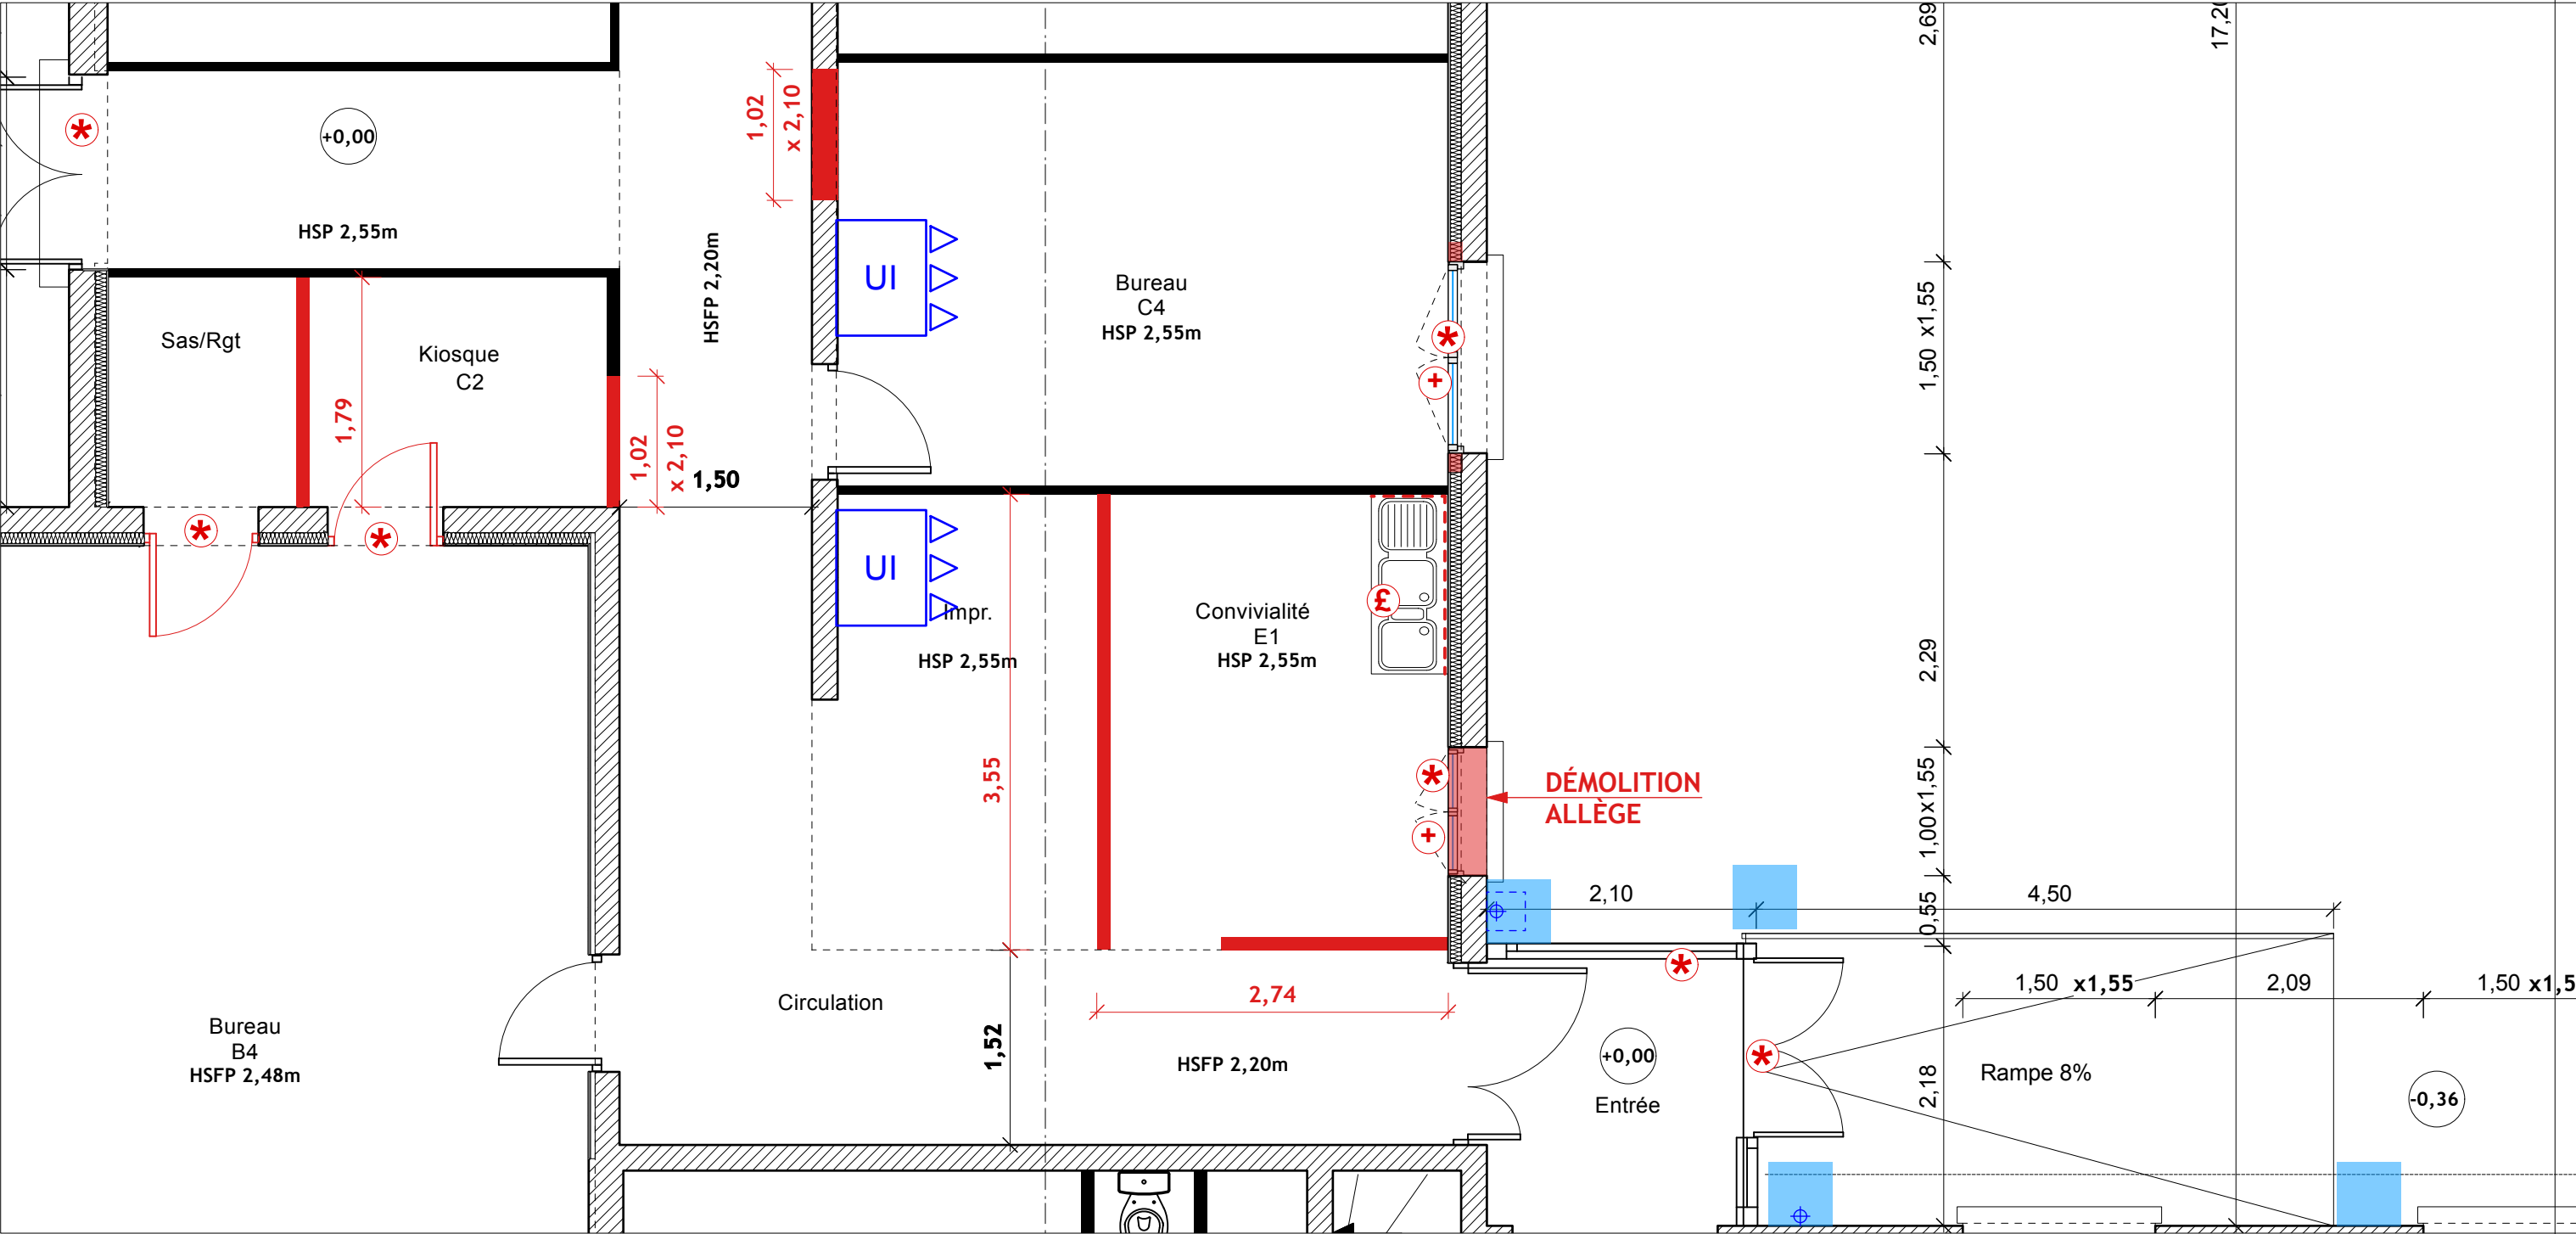 2,69
17,20
1,02
x 2,10
*
+0,00
HSP 2,55m
HSFP 2,20m
UI
Bureau
C4
HSP 2,55m
1,50 x1,55
*
+
Sas/Rgt
Kiosque
C2
1,79
1,02
x 2,10
1,50
*
*
UI
Impr.
HSP 2,55m
Convivialité
E1
HSP 2,55m
£
2,29
3,55
*
+
DÉMOLITION
ALLÈGE
1,00x1,55
0,55
2,10
4,50
*
1,50 x1,55
2,09
1,50 x1,5
Circulation
2,74
1,52
HSFP 2,20m
+0,00
Entrée
*
Rampe 8%
2,18
-0,36
Bureau
B4
HSFP 2,48m